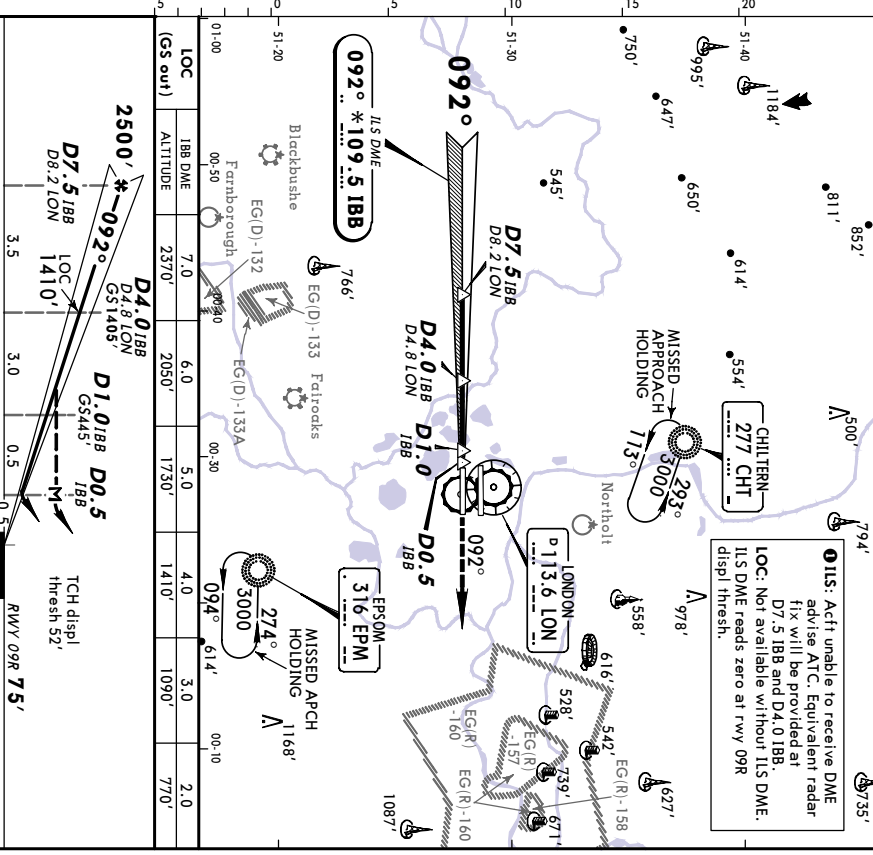 735'
852'
811'
500'
794'
❶ ILS: Acft unable to receive DME
advise ATC. Equivalent radar
fix will be provided at
D7.5 IBB and D4.0 IBB.
LOC: Not available without ILS DME.
ILS DME reads zero at rwy 09R
displ thresh.
1184'
995'
51-40
20
614'
554'
650'
647'
750'
CHILTERN
277 CHT
MISSED
APPROACH
HOLDING
293°
3000
113°
978'
558'
627'
15
Northolt
616'
542'
EG(R)-158
545'
LONDON
D 113.6 LON
528'
739'
671'
EG(R)
-157
10
51-30
D7.5 IBB
D8.2 LON
092°
092°
EG(R)
-160
EG(R)-160
D4.0 IBB
D4.8 LON
D1.0
IBB
D0.5
IBB
ILS DME
092° *109.5 IBB
5
1087'
EPSOM
316 EPM
766'
Blackbushe
EG(D)-133
Fairoaks
MISSED APCH
HOLDING
1168'
274°
3000
094°
51-20
0
EG(D)-132
EG(D)-133A
Farnborough
614'
01-00
00-50
00-40
00-30
00-10
5
LOC
(GS out)
IBB DME
7.0
6.0
5.0
4.0
3.0
2.0
ALTITUDE
2370'
2050'
1730'
1410'
1090'
770'
D4.0 IBB
D4.8 LON
GS1405'
D1.0 IBB
GS445'
D0.5
IBB
2500'
D7.5 IBB
D8.2 LON
092°
LOC
1410'
M
TCH displ
thresh 52'
3.5
3.0
0.5
0.5
RWY 09R 75'